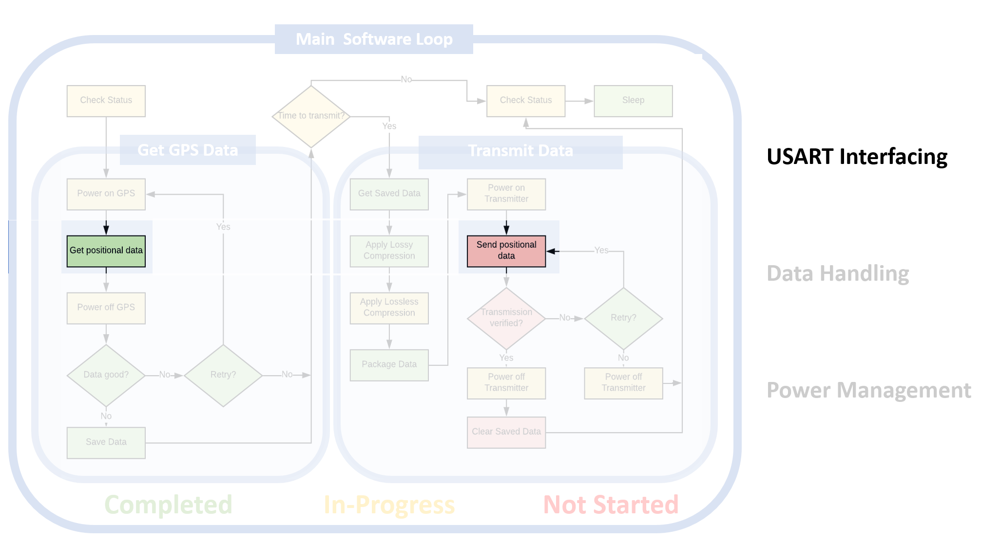 Main Software Loop
No
Check Status
Time to transmit?
Check Status
Sleep
Yes
Get GPS Data
Transmit Data
USART Interfacing
Power on GPS
Get Saved Data
Power on
Transmitter
Yes
Get positional data
Apply Lossy
Compression
Send positional
data
Yes
Data Handling
Power off GPS
Apply Lossless
Compression
Transmission
verified?
No
Retry?
Yes
No
Package Data
Data good?
No
Retry?
No
Power off
Transmitter
Power off
Transmitter
Power Management
No
Save Data
Clear Saved Data
Completed
In-Progress
Not Started